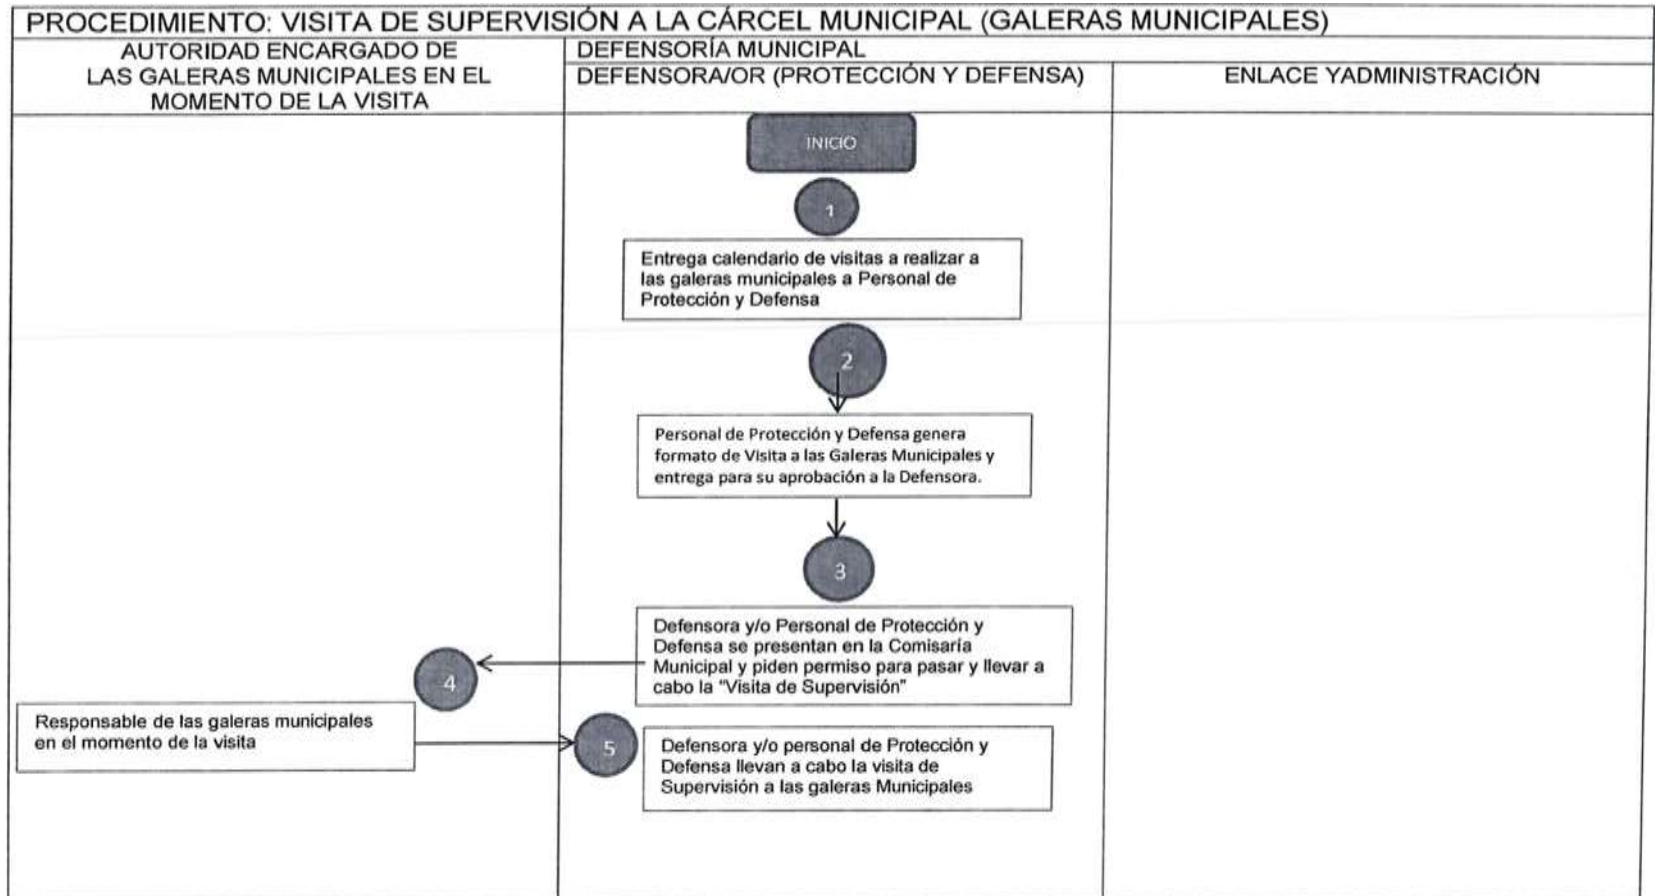 PROCEDIMIENTO: VISITA DE SUPERVISIÓN A LA CÁRCEL MUNICIPAL (GALERAS MUNICIPALES)
AUTORIDAD ENCARGADO DE
LAS GALERAS MUNICIPALES EN EL
MOMENTO DE LA VISITA
DEFENSORÍA MUNICIPAL
DEFENSORA/OR (PROTECCIÓN Y DEFENSA)
ENLACE YADMINISTRACIÓN
INICIO
1
Entrega calendario de visitas a realizar a
las galeras municipales a Personal de
Protección y Defensa
2
Personal de Protección y Defensa genera
formato de Visita a las Galeras Municipales y
entrega para su aprobación a la Defensora.
3
Defensora y/o Personal de Protección y
Defensa se presentan en la Comisaría
Municipal y piden permiso para pasar y llevar a
cabo la "Visita de Supervisión"
4
Responsable de las galeras municipales
en el momento de la visita
5
Defensora y/o personal de Protección y
Defensa llevan a cabo la visita de
Supervisión a las galeras Municipales